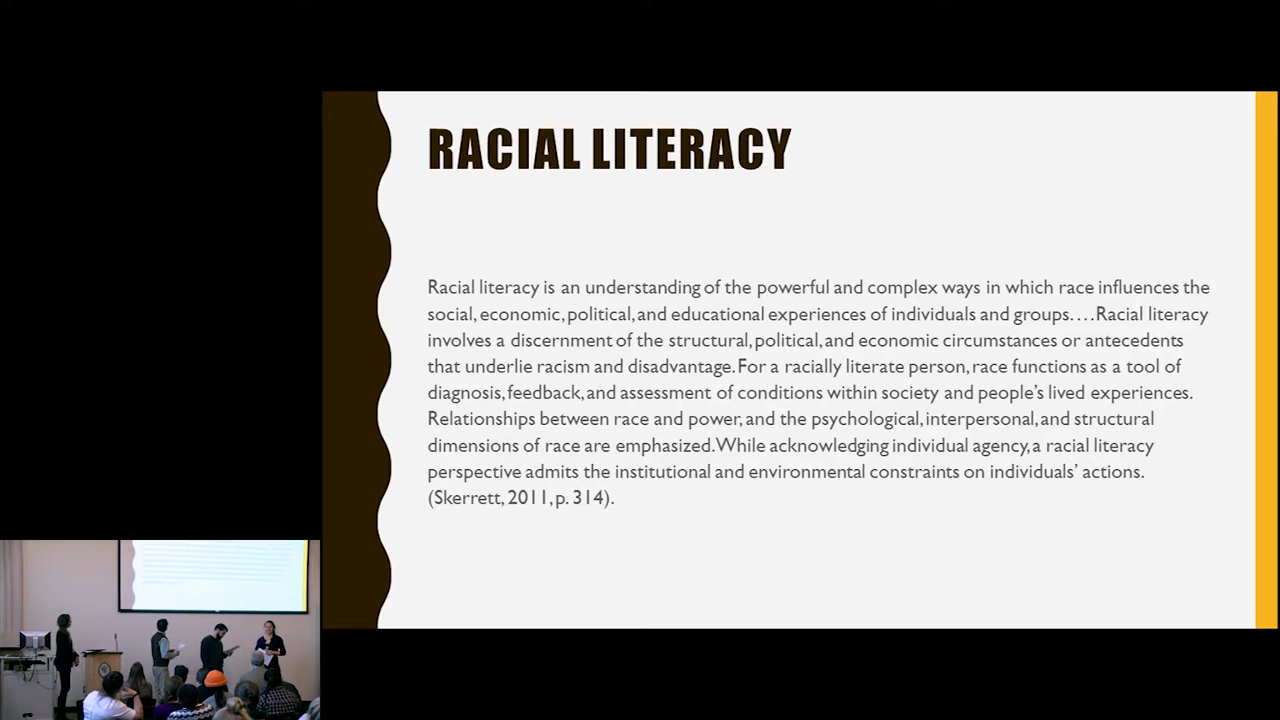 RACIAL LITERACY
Racial literacy is an understanding of the powerful and complex ways in which race influences the
social, economic, political, and educational experiences of individuals and groups….Racial literacy
involves a discernment of the structural, political, and economic circumstances or antecedents
that underlie racism and disadvantage. For a racially literate person, race functions as a tool of
diagnosis, feedback, and assessment of conditions within society and people's lived experiences.
Relationships between race and power, and the psychological, interpersonal, and structural
dimensions of race are emphasized. While acknowledging individual agency, a racial literacy
perspective admits the institutional and environmental constraints on individuals' actions.
(Skerrett, 2011, p. 314).